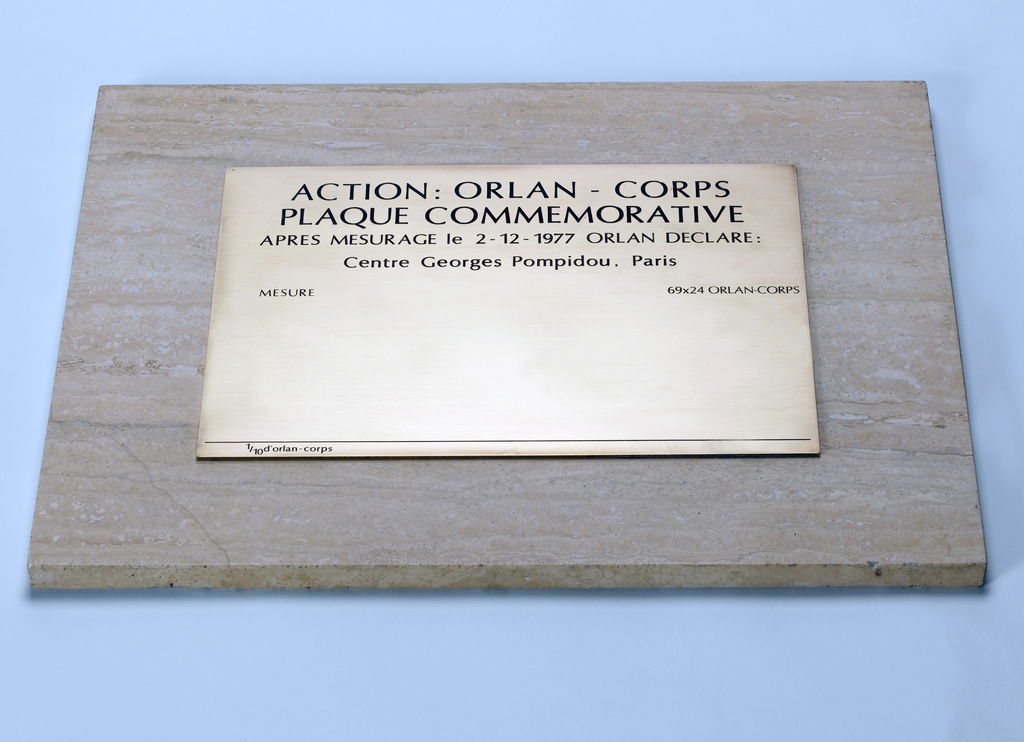 ACTION: ORLAN - CORPS
PLAQUE COMMEMORATIVE
APRES MESURAGE le 2-12-1977 ORLAN DECLARE:
Centre Georges Pompidou. Paris
MESURE 69x24 ORLAN-CORPS
1/10d'orlan-corps